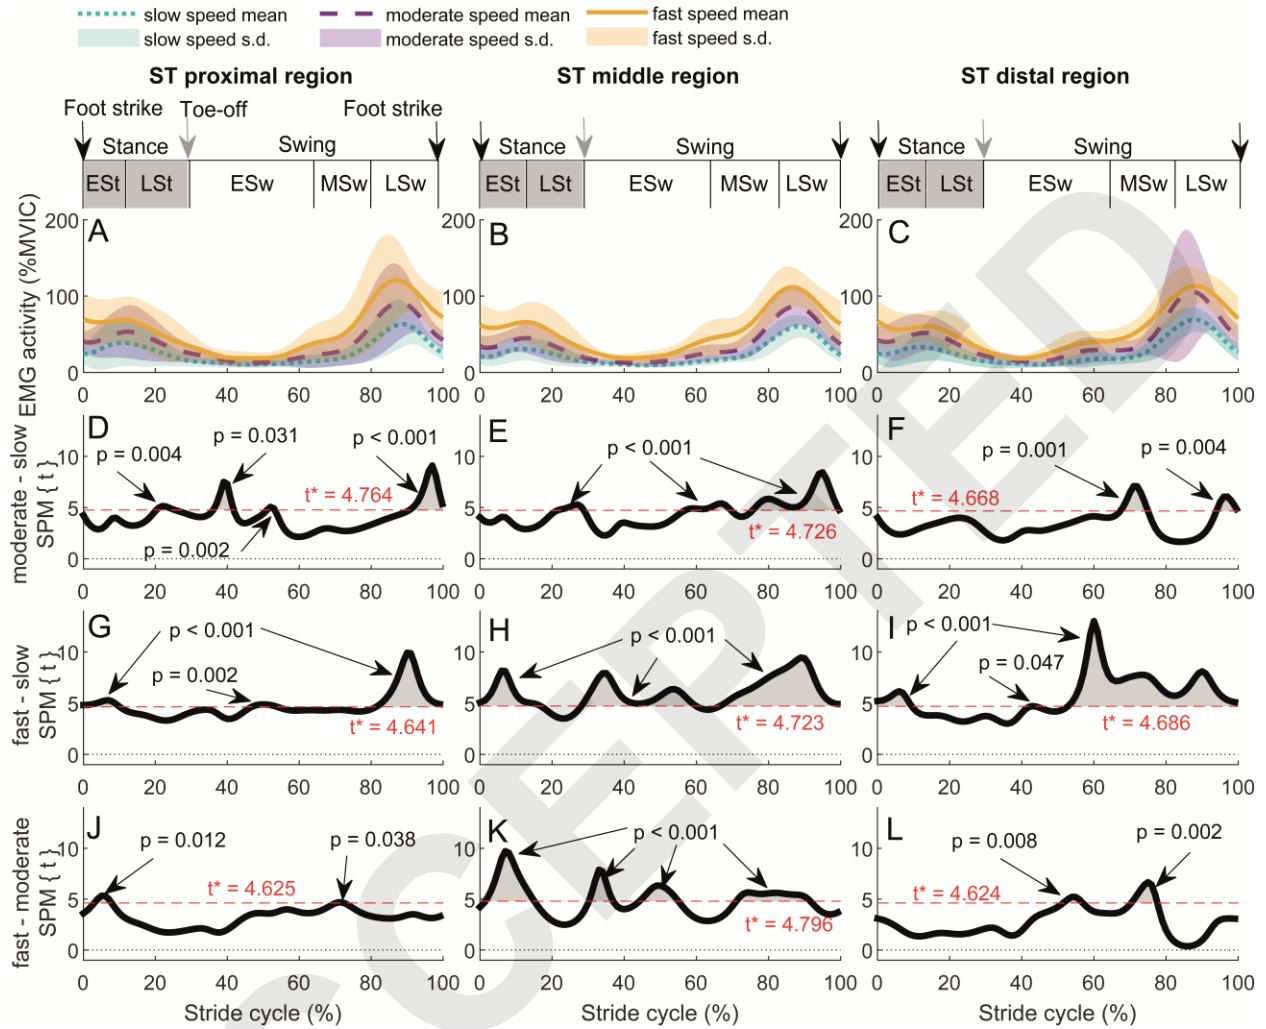 slow speed mean moderate speed mean fast speed mean
slow speed s.d. moderate speed s.d. fast speed s.d.
ST proximal region ST middle region ST distal region
Foot strike Toe-off Foot strike
Stance Swing Stance Swing Stance Swing
ESt LSt ESw MSw LSw ESt LSt ESw MSw LSw ESt LSt ESw MSw LSw
EMG activity (%MVIC)
200 200 200
A B C
100 100 100
0 0 0
0 20 40 60 80 100 0 20 40 60 80 100 0 20 40 60 80 100
moderate - slow
SPM { t }
D E F
10 10 10
5 5 5
0 0 0
p = 0.004 p = 0.031 p < 0.001 p < 0.001 p = 0.001 p = 0.004
t* = 4.764 t* = 4.668
p = 0.002 t* = 4.726
0 20 40 60 80 100 0 20 40 60 80 100 0 20 40 60 80 100
fast - slow
SPM { t }
G H I
10 10 10
5 5 5
0 0 0
p < 0.001 p < 0.001 p < 0.001
p = 0.002 p = 0.047
t* = 4.641 t* = 4.723 t* = 4.686
0 20 40 60 80 100 0 20 40 60 80 100 0 20 40 60 80 100
fast - moderate
SPM { t }
J K L
10 10 10
5 5 5
0 0 0
p = 0.012 p = 0.038 p < 0.001 p = 0.008 p = 0.002
t* = 4.625 t* = 4.796 t* = 4.624
0 20 40 60 80 100 0 20 40 60 80 100 0 20 40 60 80 100
Stride cycle (%) Stride cycle (%) Stride cycle (%)
CCEPTED